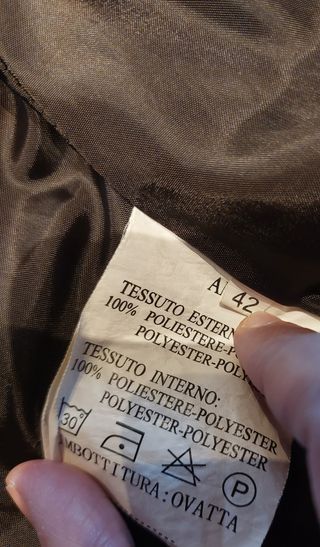 A 42
TESSUTO ESTERN
100% POLIESTERE-P
POLYESTER-POLY
TESSUTO INTERNO:
100% POLIESTERE-POLYESTER
POLYESTER-POLYESTER
30 P
IMBOTTITURA: OVATTA